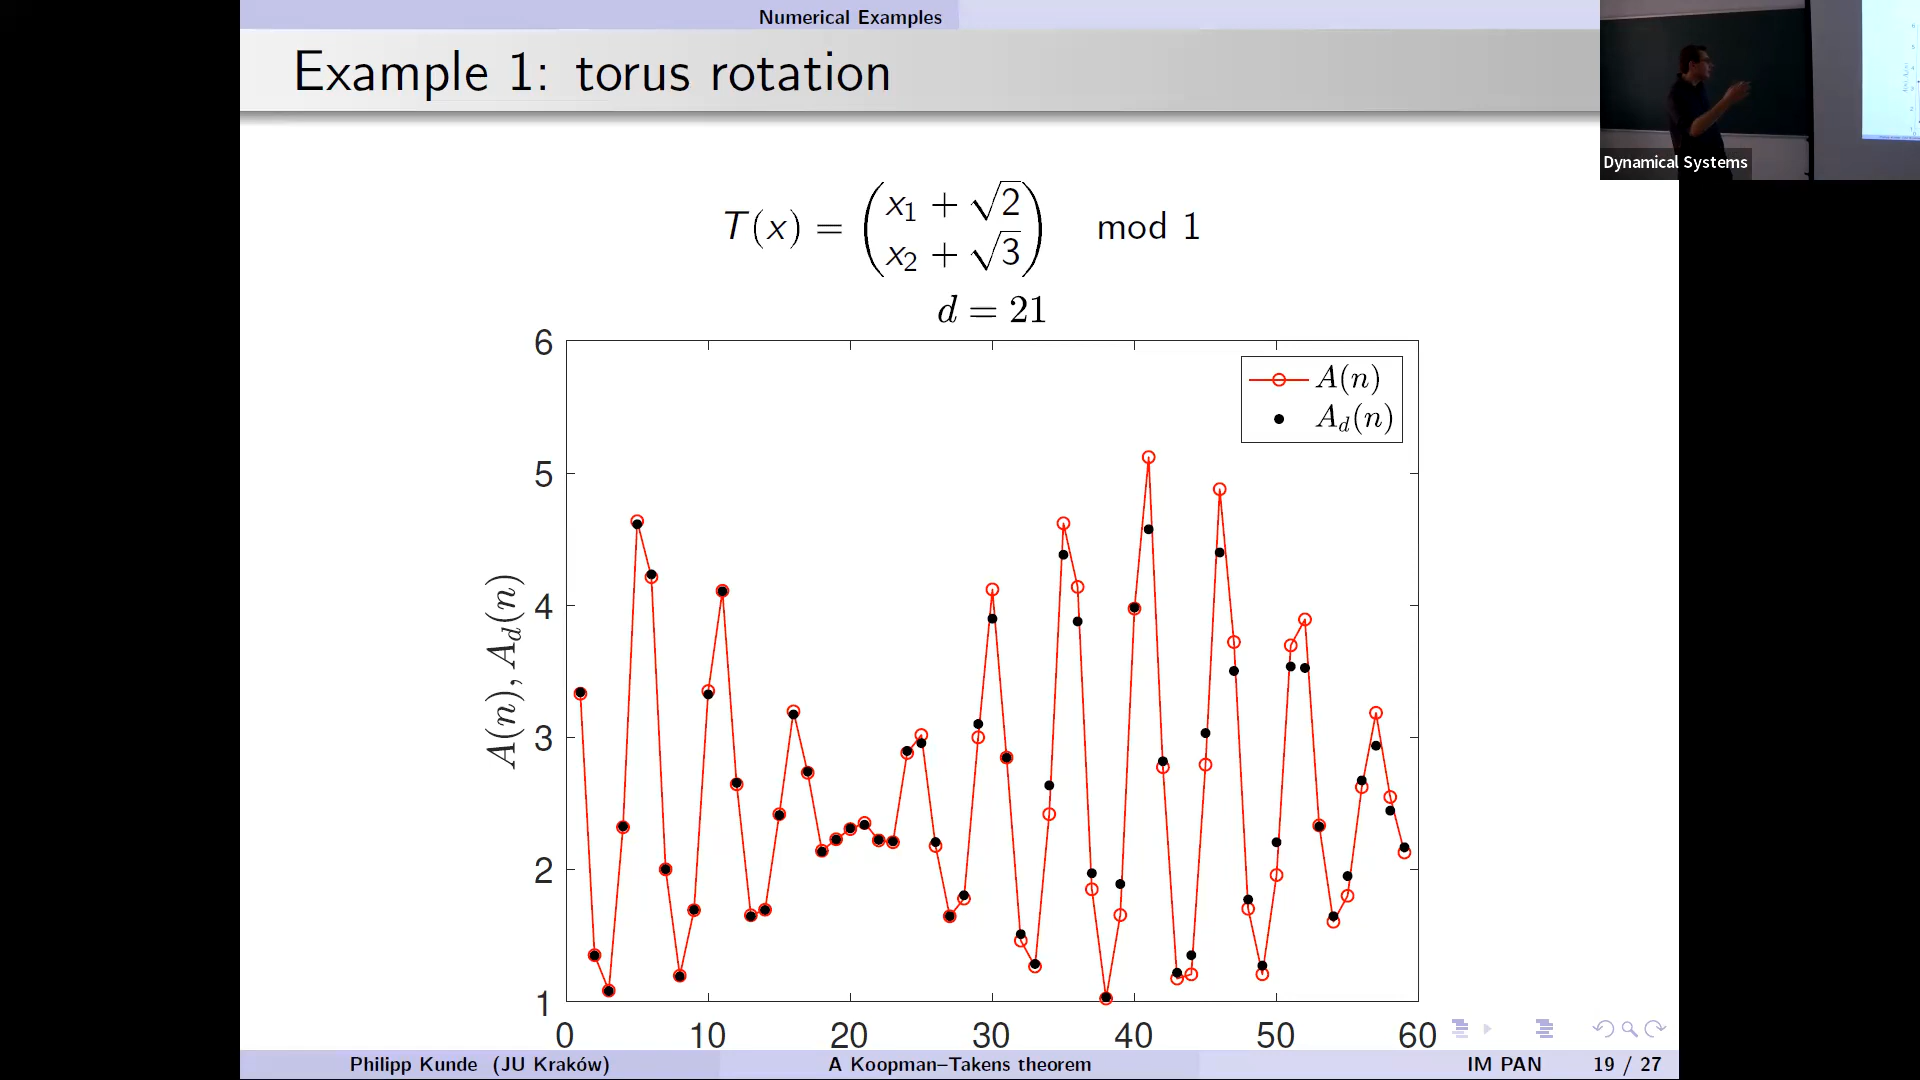 Numerical Examples
Example 1: torus rotation
Dynamical Systems
T(x) = (x₁ + √2
x₂ + √3) mod 1
d = 21
A(n)
A_d(n)
A(n), A_d(n)
6
5
4
3
2
1
0 10 20 30 40 50 60
Philipp Kunde (JU Kraków) A Koopman–Takens theorem IM PAN 19 / 27